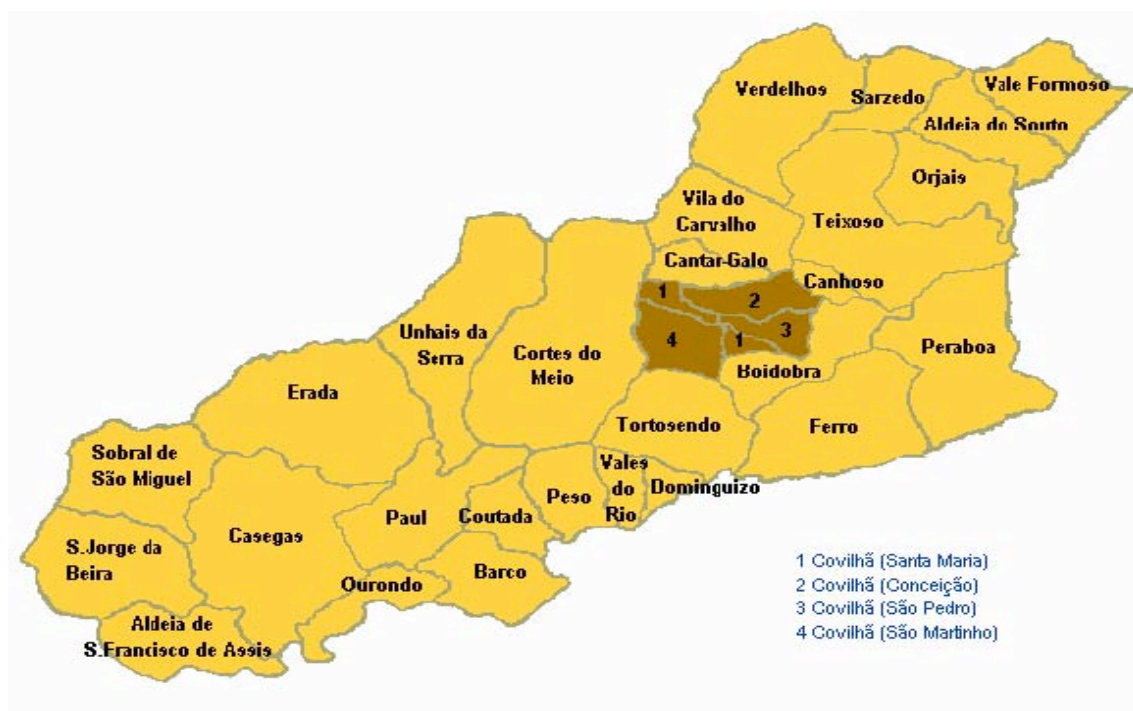 Verdelhos
Sarzedo
Vale Formoso
Aldeia do Souto
Orjais
Vila do
Carvalho
Teixoso
Cantar-Galo
Canhoso
1
2
3
1
4
Unhais da
Serra
Cortes do
Meio
Boidobra
Peraboa
Erada
Tortosendo
Ferro
Sobral de
São Miguel
Vales
do
Rio
Dominguizo
Peso
Paul
Coutada
Casegas
S.Jorge da
Beira
Barco
Ourondo
Aldeia de
S.Francisco de Assis
1 Covilhã (Santa Maria)
2 Covilhã (Conceição)
3 Covilhã (São Pedro)
4 Covilhã (São Martinho)